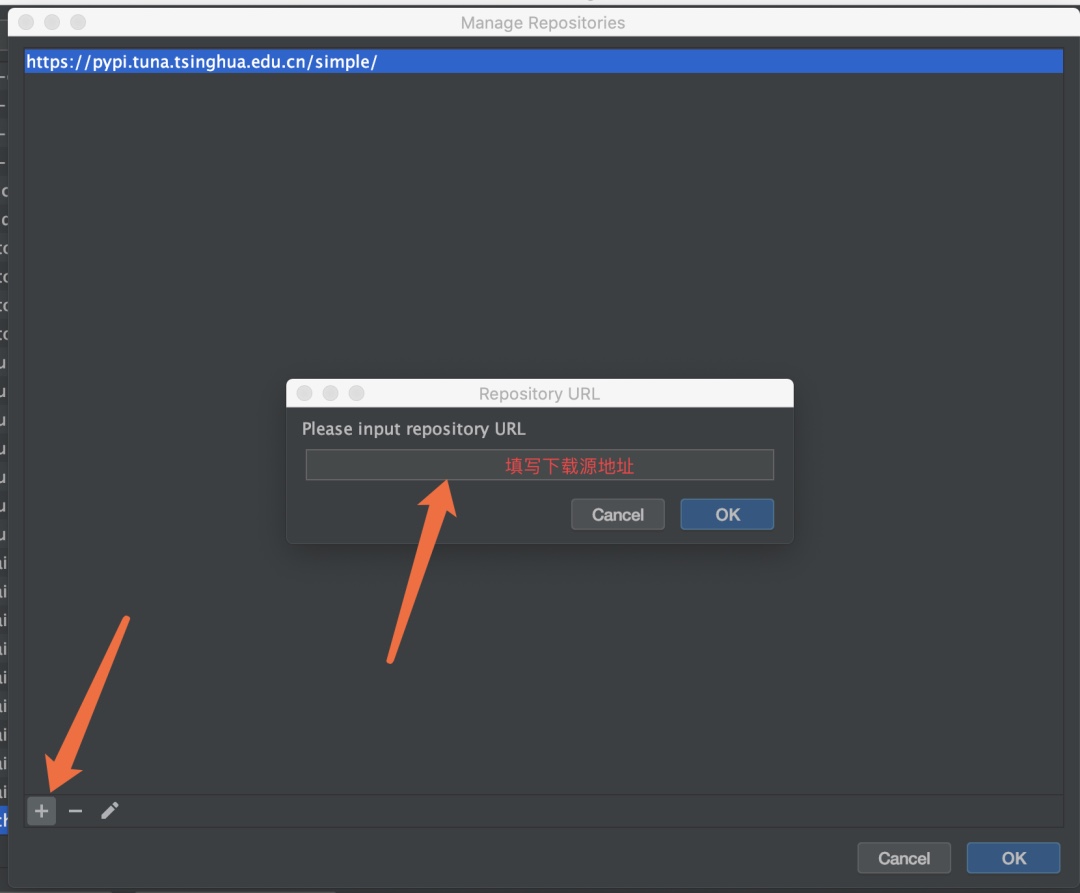 Manage Repositories
https://pypi.tuna.tsinghua.edu.cn/simple/
Repository URL
Please input repository URL
填写下载源地址
Cancel
OK
Cancel
OK